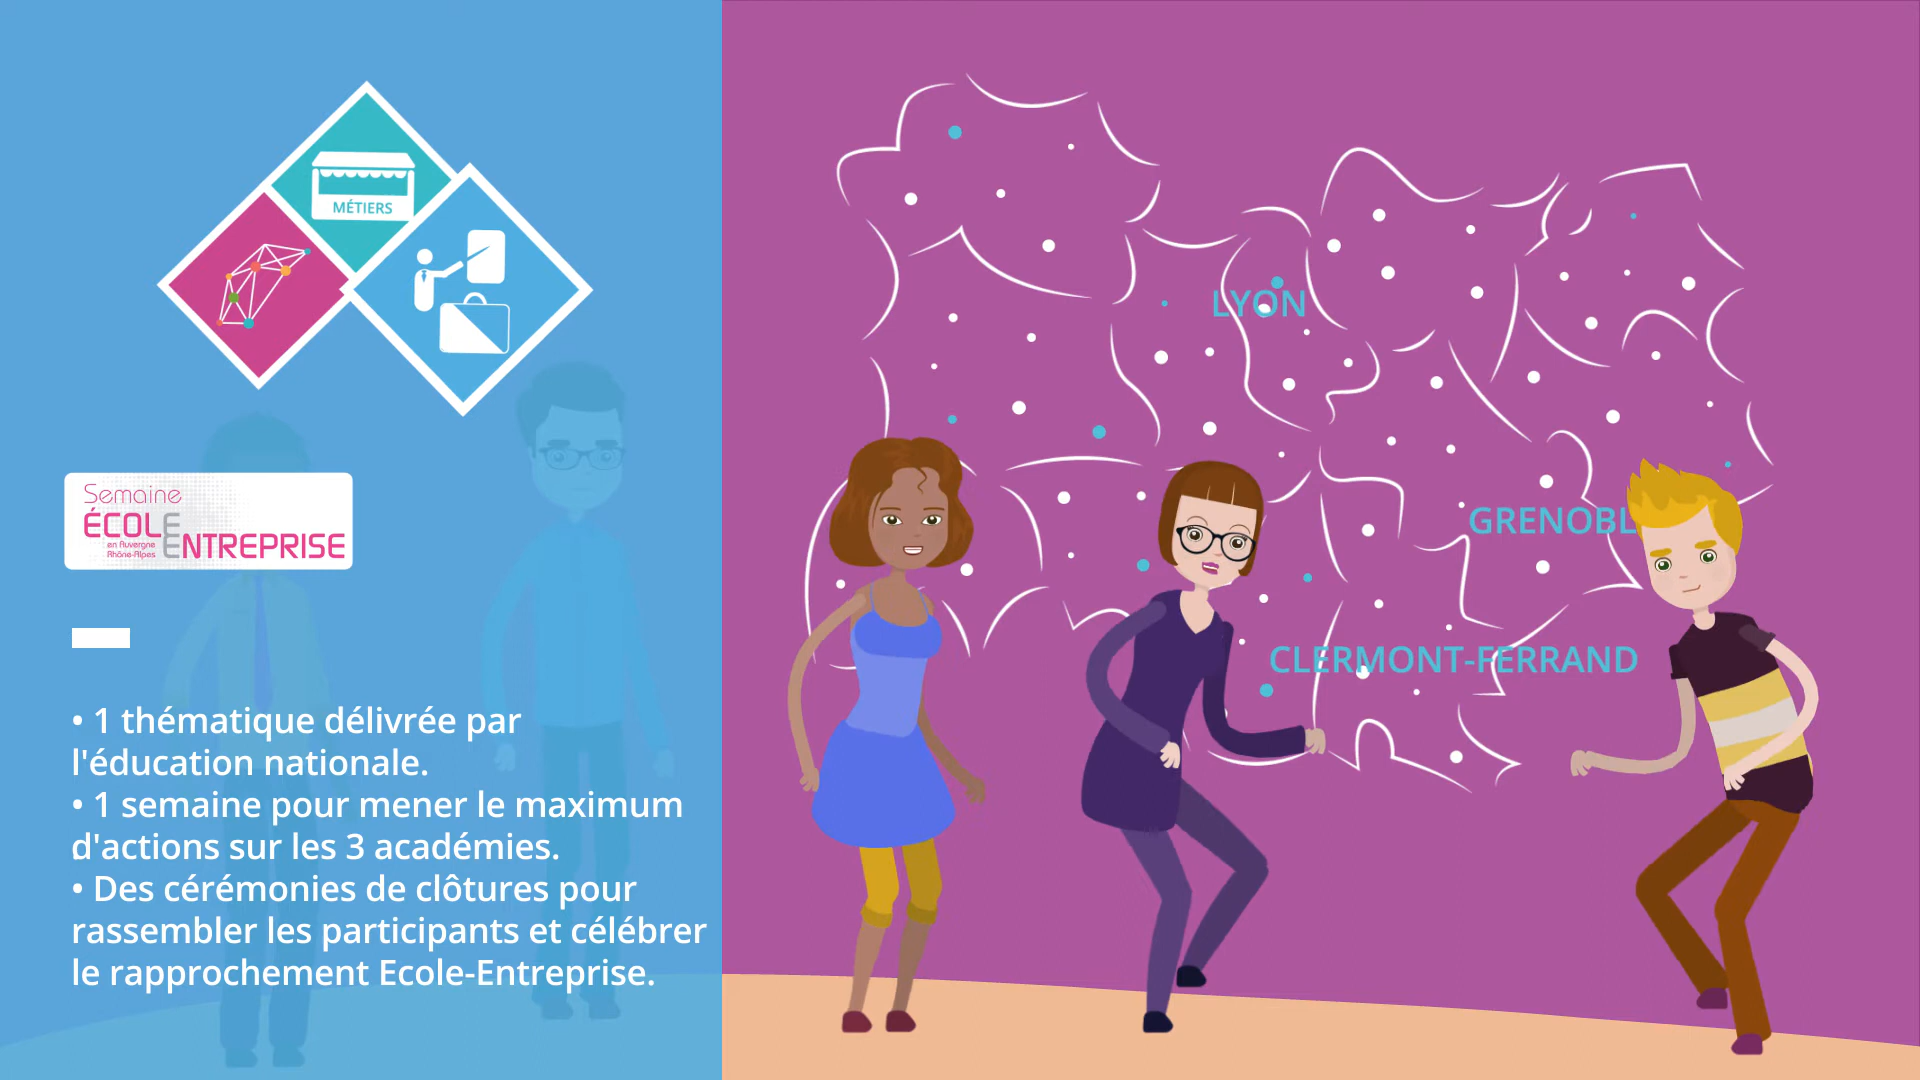 MÉTIERS
Semaine
ÉCOLE
en Auvergne
Rhône-Alpes
ENTREPRISE
• 1 thématique délivrée par
l'éducation nationale.
• 1 semaine pour mener le maximum
d'actions sur les 3 académies.
• Des cérémonies de clôtures pour
rassembler les participants et célébrer
le rapprochement Ecole-Entreprise.
LYON
GRENOBL
CLERMONT-FERRAND